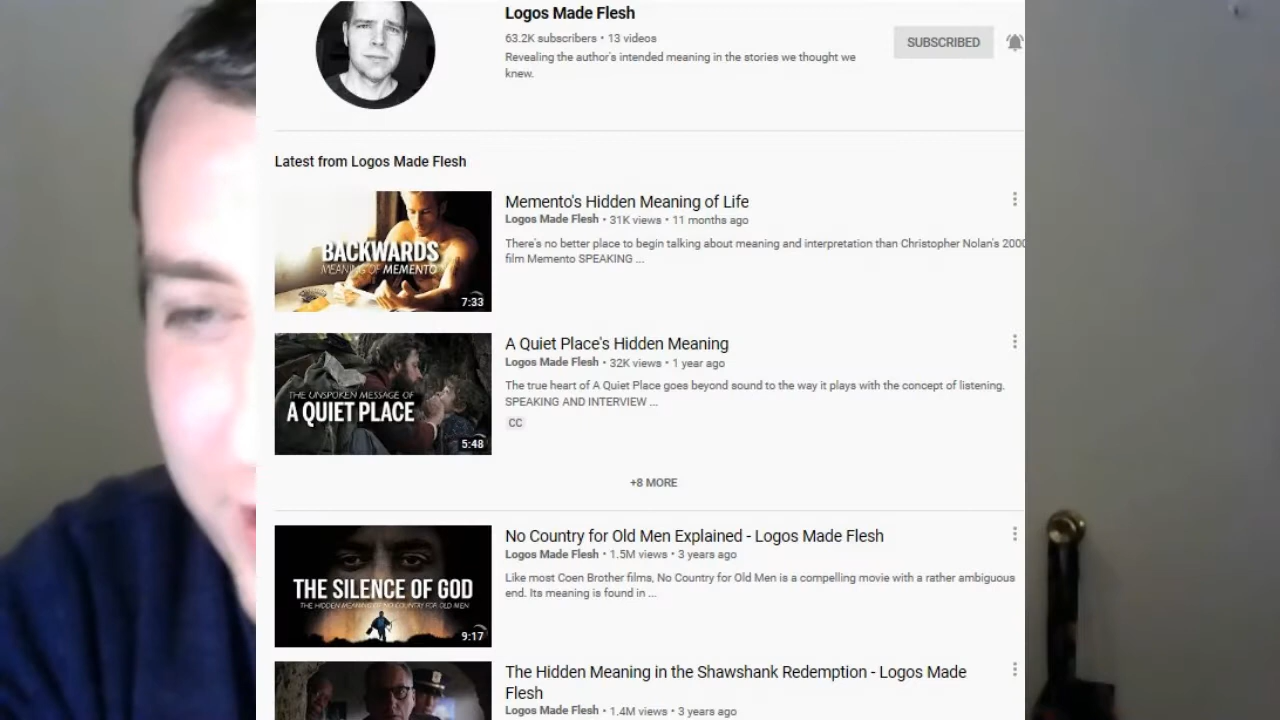 Logos Made Flesh
63.2K subscribers • 13 videos
SUBSCRIBED
Revealing the author's intended meaning in the stories we thought we
knew.
Latest from Logos Made Flesh
BACKWARDS
MEANING OF MEMENTO
7:33
Memento's Hidden Meaning of Life
Logos Made Flesh • 31K views • 11 months ago
There's no better place to begin talking about meaning and interpretation than Christopher Nolan's 2000
film Memento SPEAKING ...
THE UNSPOKEN MESSAGE OF
A QUIET PLACE
5:48
A Quiet Place's Hidden Meaning
Logos Made Flesh • 32K views • 1 year ago
The true heart of A Quiet Place goes beyond sound to the way it plays with the concept of listening.
SPEAKING AND INTERVIEW ...
CC
+8 MORE
THE SILENCE OF GOD
THE HIDDEN MEANING OF NO COUNTRY FOR OLD MEN
9:17
No Country for Old Men Explained - Logos Made Flesh
Logos Made Flesh • 1.5M views • 3 years ago
Like most Coen Brother films, No Country for Old Men is a compelling movie with a rather ambiguous
end. Its meaning is found in ...
The Hidden Meaning in the Shawshank Redemption - Logos Made
Flesh
Logos Made Flesh • 1.4M views • 3 years ago